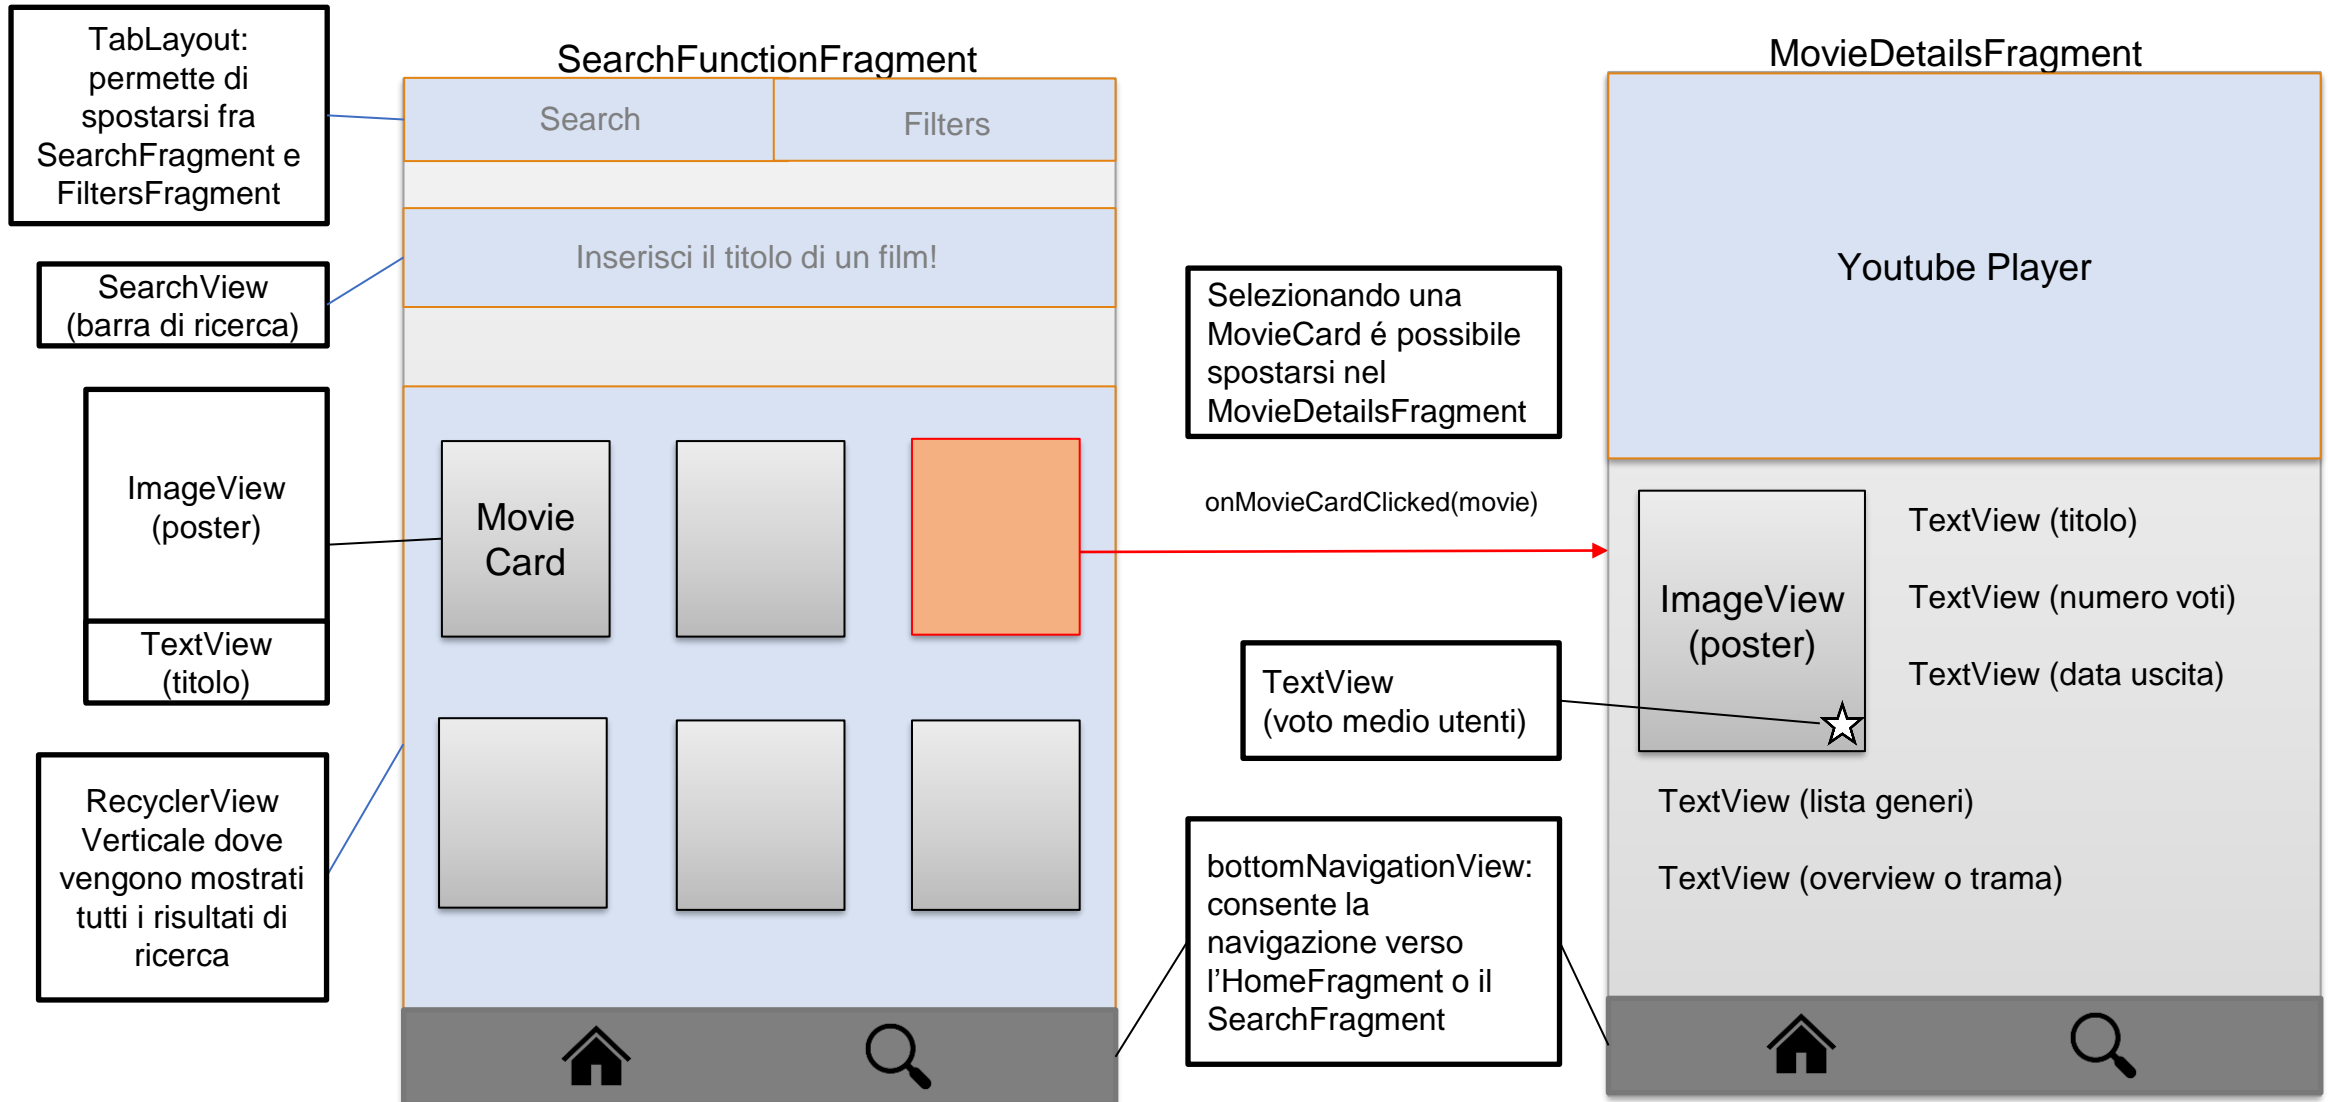 TabLayout:
permette di
spostarsi fra
SearchFragment e
FiltersFragment
SearchView
(barra di ricerca)
ImageView
(poster)
TextView
(titolo)
RecyclerView
Verticale dove
vengono mostrati
tutti i risultati di
ricerca
SearchFunctionFragment
Search
Filters
Inserisci il titolo di un film!
Movie
Card
Selezionando una
MovieCard é possibile
spostarsi nel
MovieDetailsFragment
onMovieCardClicked(movie)
TextView
(voto medio utenti)
bottomNavigationView:
consente la
navigazione verso
l’HomeFragment o il
SearchFragment
MovieDetailsFragment
Youtube Player
ImageView
(poster)
TextView (titolo)
TextView (numero voti)
TextView (data uscita)
TextView (lista generi)
TextView (overview o trama)